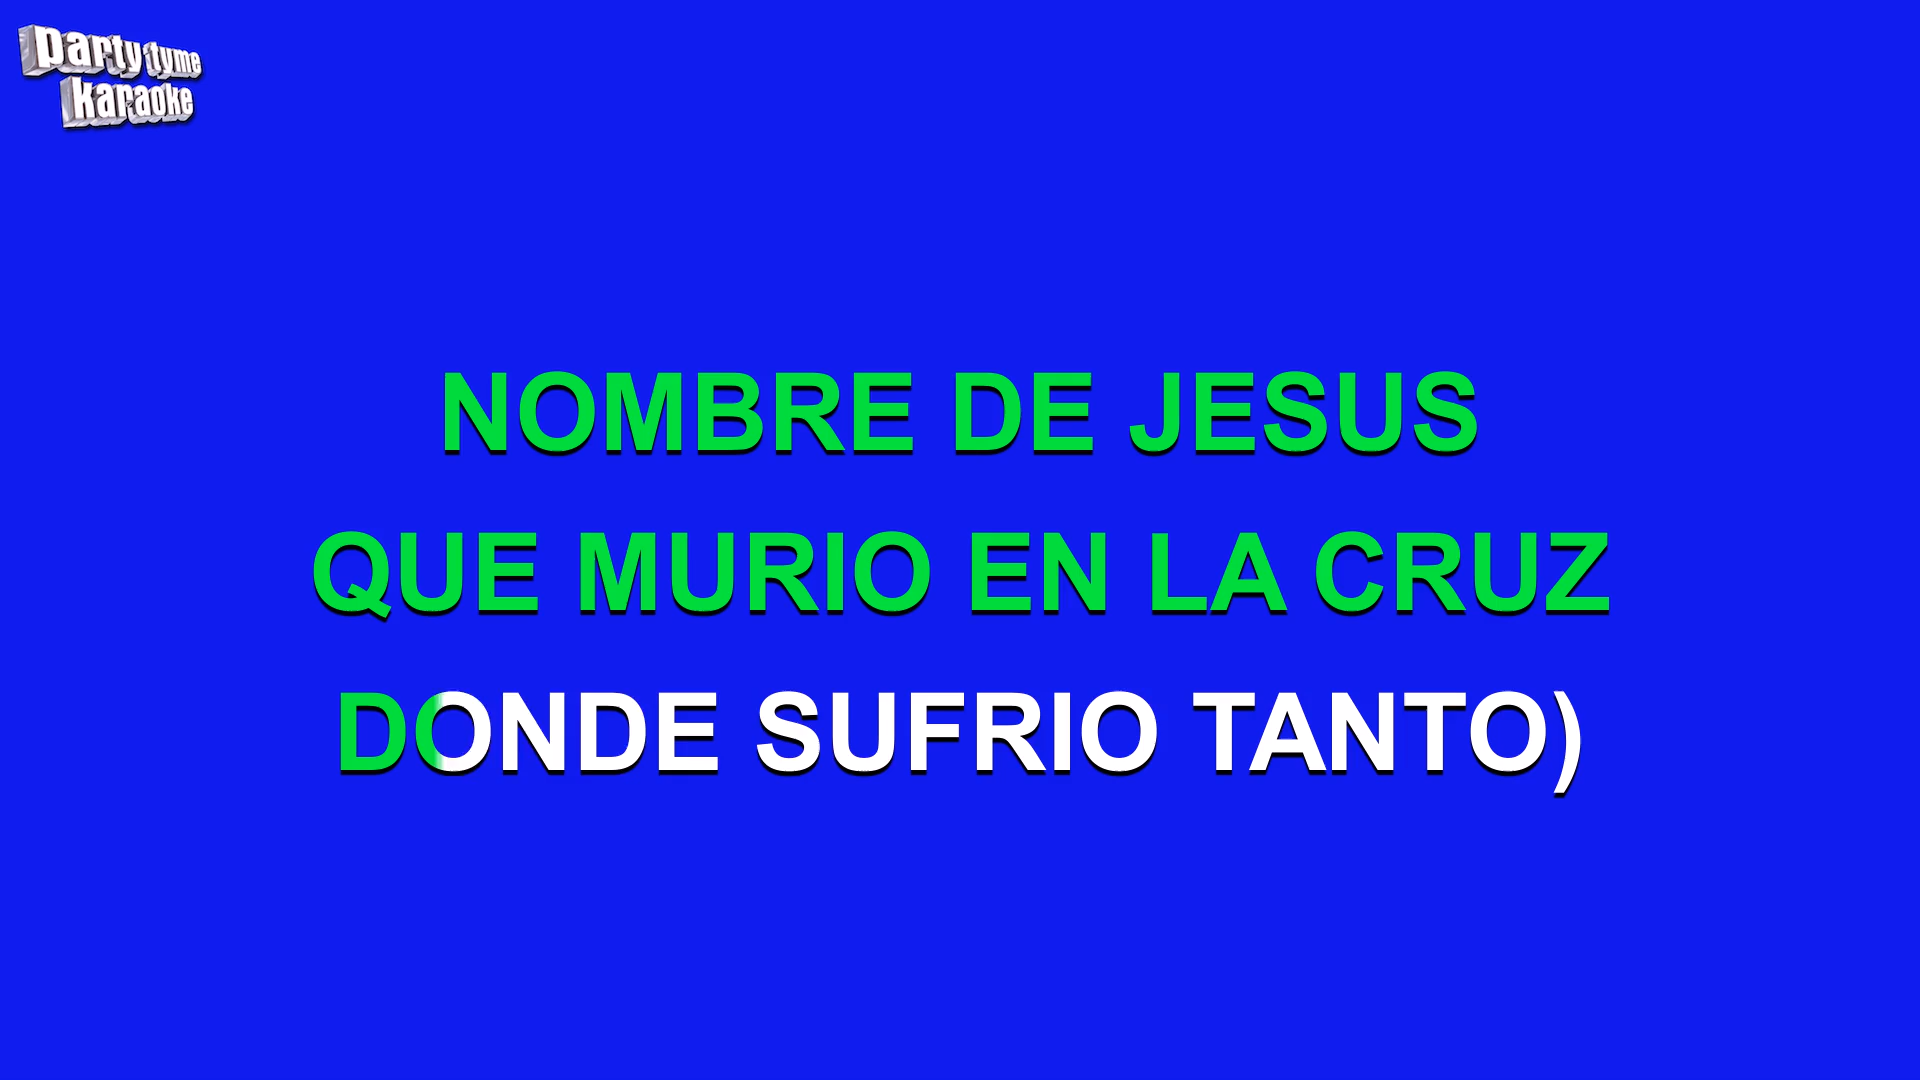 party tyme
karaoke
NOMBRE DE JESUS
QUE MURIO EN LA CRUZ
DONDE SUFRIO TANTO)